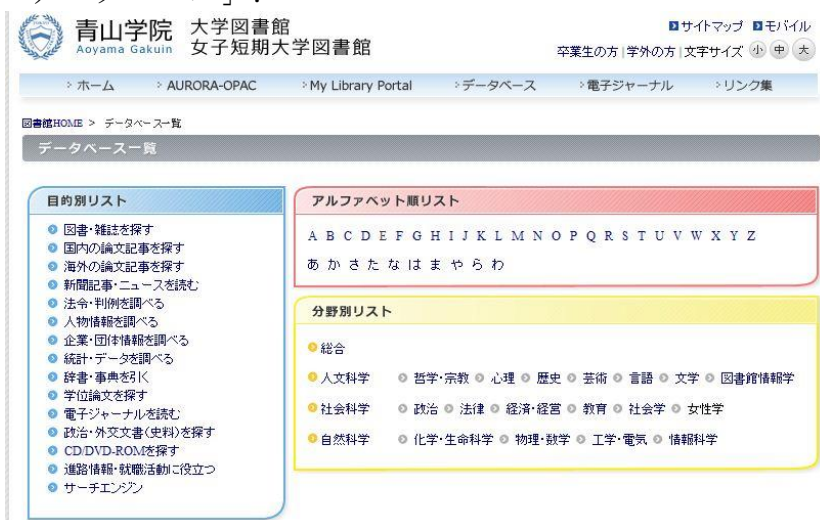 青山学院 大学図書館
Aoyama Gakuin 女子短期大学図書館
サイトマップ モバイル
卒業生の方|学外の方|文字サイズ 小 中 大
ホーム AURORA-OPAC My Library Portal データベース 電子ジャーナル リンク集
図書館HOME > データベース一覧
データベース一覧
目的別リスト
図書・雑誌を探す
国内の論文記事を探す
海外の論文記事を探す
新聞記事・ニュースを読む
法令・判例を調べる
人物情報を調べる
企業・団体情報を調べる
統計・データを調べる
辞書・事典を引く
学位論文を探す
電子ジャーナルを読む
政治・外交文書(史料)を探す
CD/DVD-ROMを探す
進路情報・就職活動に役立つ
サーチエンジン
アルファベット順リスト
A B C D E F G H I J K L M N O P Q R S T U V W X Y Z
あ か さ た な は ま や ら わ
分野別リスト
総合
人文科学 哲学・宗教 心理 歴史 芸術 言語 文学 図書館情報学
社会科学 政治 法律 経済・経営 教育 社会学 女性学
自然科学 化学・生命科学 物理・数学 工学・電気 情報科学